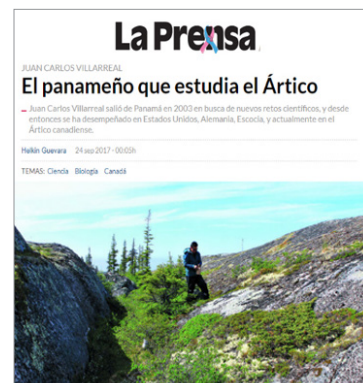 La Prensa
JUAN CARLOS VILLARREAL
El panameño que estudia el Ártico
Juan Carlos Villarreal salió de Panamá en 2003 en busca de nuevos retos científicos, y desde
entonces se ha desempeñado en Estados Unidos, Alemania, Escocia, y actualmente en el
Ártico canadiense.
Helkin Guevara 24 sep 2017 - 00:05h
TEMAS: Ciencia Biología Canadá